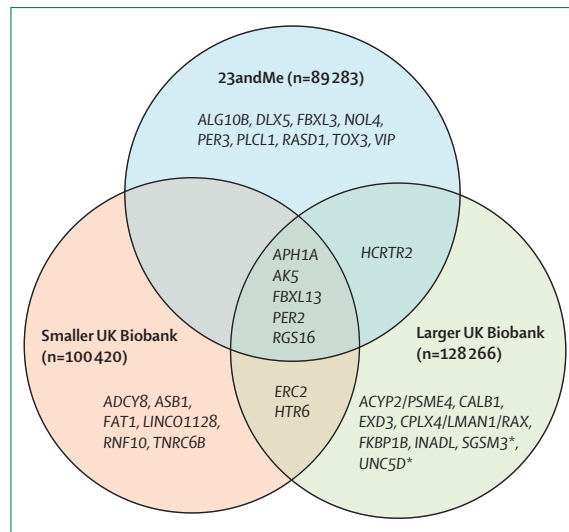 23andMe (n=89 283)
ALG10B, DLX5, FBXL3, NOL4,
PER3, PLCL1, RASD1, TOX3, VIP
APH1A
AK5
FBXL13
PER2
RGS16
HCRTR2
Smaller UK Biobank
(n=100 420)
ADCY8, ASB1,
FAT1, LINCO1128,
RNF10, TNRC6B
ERC2
HTR6
Larger UK Biobank
(n=128 266)
ACYP2/PSME4, CALB1,
EXD3, CPLX4/LMAN1/RAX,
FKBP1B, INADL, SGSM3*,
UNC5D*